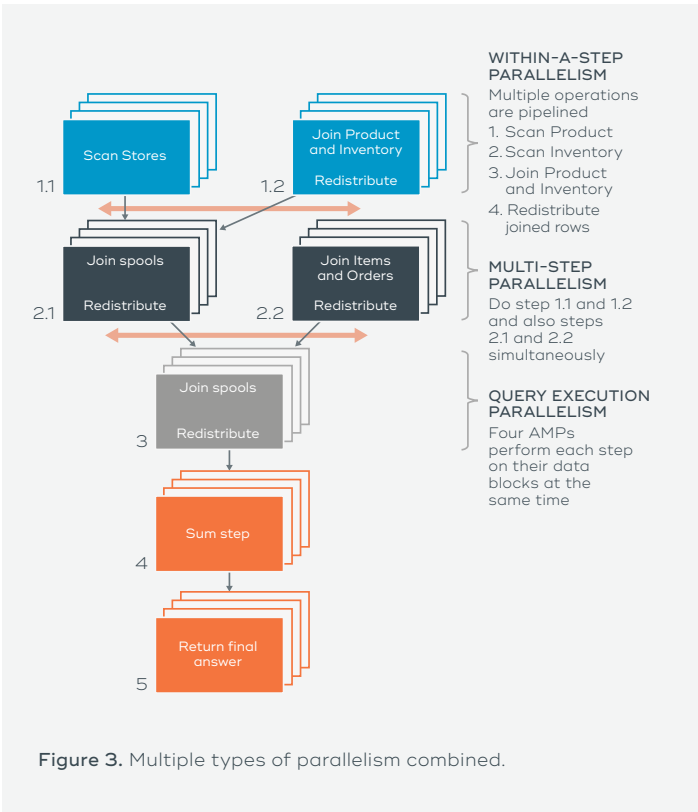 Scan Stores
1.1
Join Product
and Inventory
Redistribute
1.2
Join spools
Redistribute
2.1
Join Items
and Orders
Redistribute
2.2
Join spools
Redistribute
3
Sum step
4
Return final
answer
5
WITHIN-A-STEP
PARALLELISM
Multiple operations
are pipelined
1. Scan Product
2. Scan Inventory
3. Join Product
and Inventory
4. Redistribute
joined rows
MULTI-STEP
PARALLELISM
Do step 1.1 and 1.2
and also steps
2.1 and 2.2
simultaneously
QUERY EXECUTION
PARALLELISM
Four AMPs
perform each step
on their data
blocks at the
same time
Figure 3. Multiple types of parallelism combined.